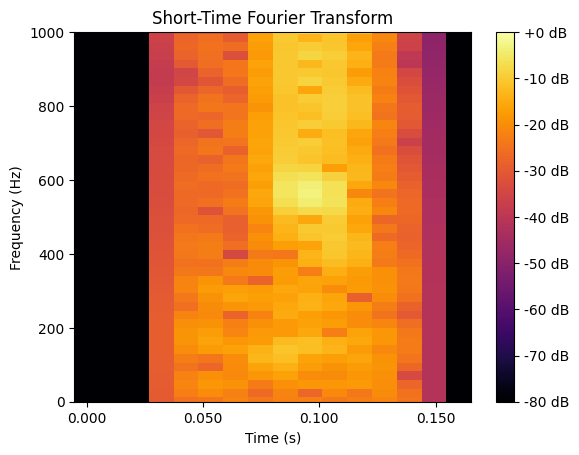 Short-Time Fourier Transform
1000
800
600
400
200
0
Frequency (Hz)
0.000
0.050
0.100
0.150
Time (s)
+0 dB
-10 dB
-20 dB
-30 dB
-40 dB
-50 dB
-60 dB
-70 dB
-80 dB